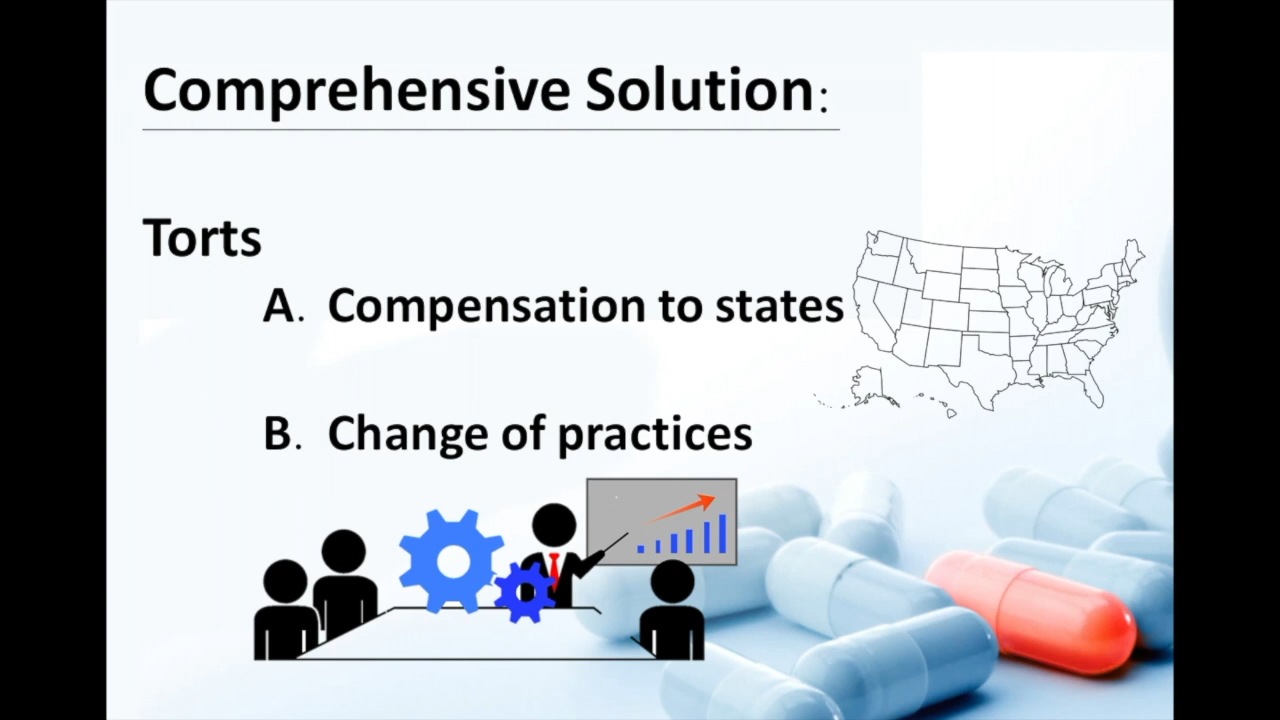 Comprehensive Solution:
Torts
A. Compensation to states
B. Change of practices